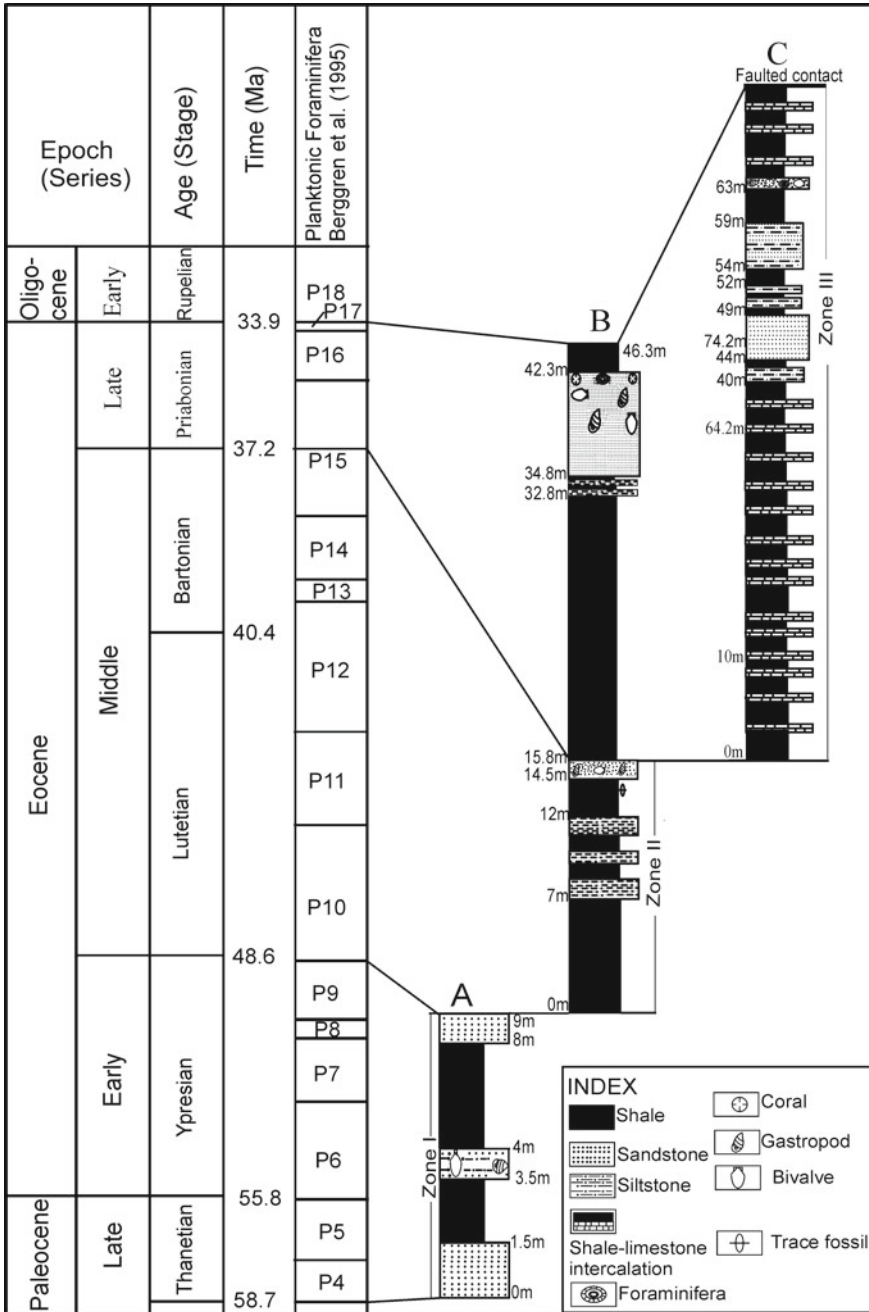 Epoch
(Series)
Age (Stage)
Time (Ma)
Planktonic Foraminifera
Berggren et al. (1995)
Oligo-
cene
Early
Rupelian
Eocene
Late
Priabonian
Middle
Bartonian
Lutetian
Early
Ypresian
Paleocene
Late
Thanetian
33.9
37.2
40.4
48.6
55.8
58.7
P18
P17
P16
P15
P14
P13
P12
P11
P10
P9
P8
P7
P6
P5
P4
A
9m
8m
4m
3.5m
1.5m
0m
Zone I
B
46.3m
42.3m
34.8m
32.8m
15.8m
14.5m
12m
7m
0m
Zone II
C
Faulted contact
63m
59m
54m
52m
49m
74.2m
44m
40m
64.2m
10m
0m
Zone III
INDEX
Shale
Sandstone
Siltstone
Shale-limestone
intercalation
Foraminifera
Coral
Gastropod
Bivalve
Trace fossil